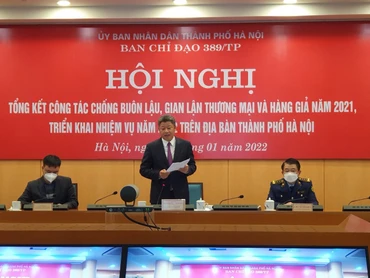 ỦY BAN NHÂN DÂN THÀNH PHỐ HÀ NỘI
BAN CHỈ ĐẠO 389/TP
HỘI NGHỊ
TỔNG KẾT CÔNG TÁC CHỐNG BUÔN LẬU, GIAN LẬN THƯƠNG MẠI VÀ HÀNG GIẢ NĂM 2021,
TRIỂN KHAI NHIỆM VỤ NĂM TRÊN ĐỊA BÀN THÀNH PHỐ HÀ NỘI
Hà Nội, 01 năm 2022